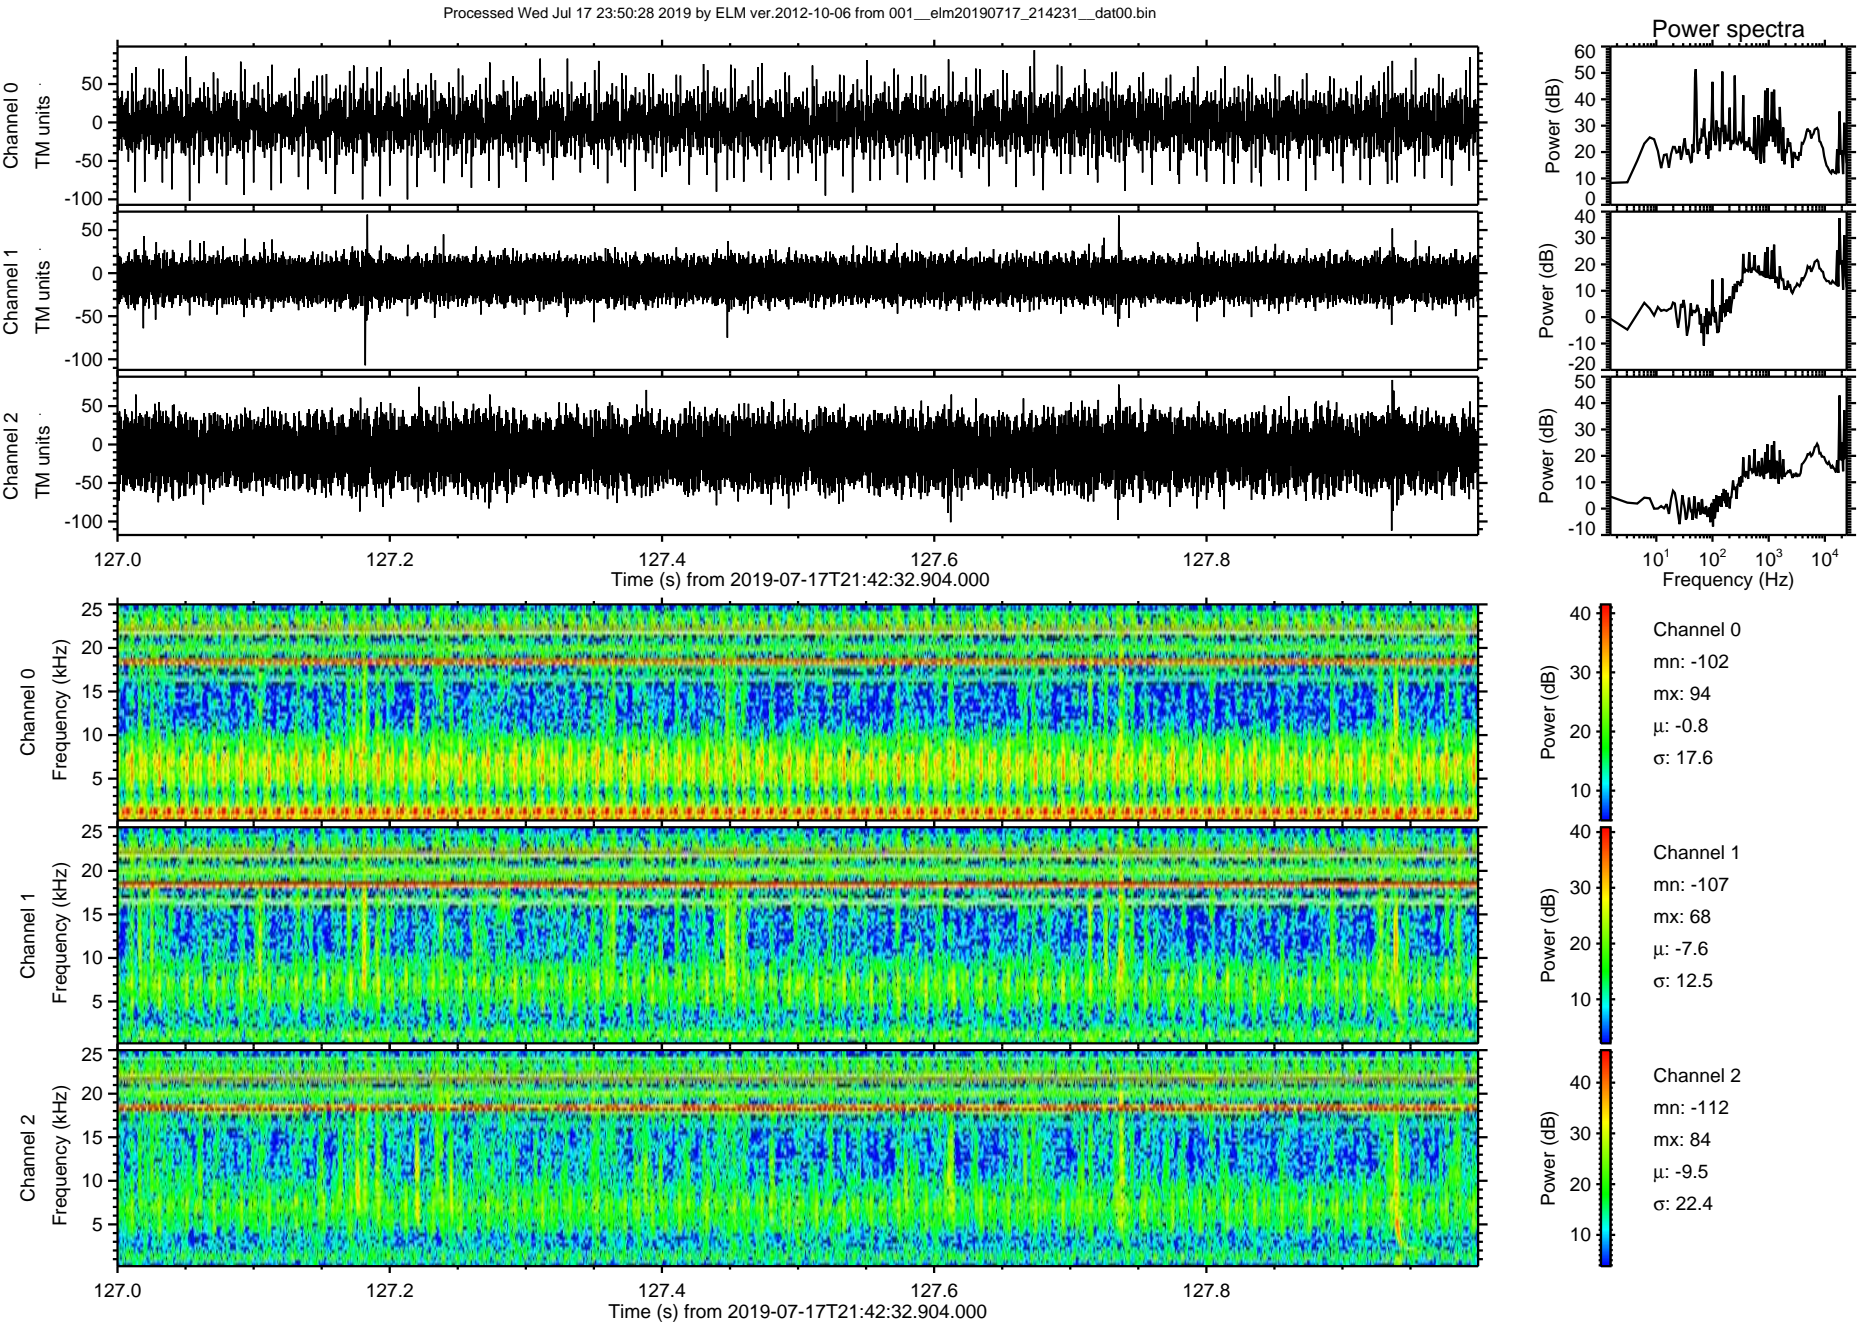 Processed Wed Jul 17 23:50:28 2019 by ELM ver.2012-10-06 from 001__elm20190717_214231__dat00.bin
Power spectra
Channel 0
TM units
50
0
-50
-100
Power (dB)
60
50
40
30
20
10
0
Channel 1
TM units
50
0
-50
-100
Power (dB)
40
30
20
10
0
-10
-20
Channel 2
TM units
50
0
-50
-100
Power (dB)
50
40
30
20
10
0
-10
127.0 127.2 127.4 127.6 127.8
Time (s) from 2019-07-17T21:42:32.904.000
10¹ 10² 10³ 10⁴
Frequency (Hz)
Channel 0
Frequency (kHz)
25
20
15
10
5
Power (dB)
40
30
20
10
Channel 0
mn: -102
mx: 94
μ: -0.8
σ: 17.6
Channel 1
Frequency (kHz)
25
20
15
10
5
Power (dB)
40
30
20
10
Channel 1
mn: -107
mx: 68
μ: -7.6
σ: 12.5
Channel 2
Frequency (kHz)
25
20
15
10
5
Power (dB)
40
30
20
10
Channel 2
mn: -112
mx: 84
μ: -9.5
σ: 22.4
127.0 127.2 127.4 127.6 127.8
Time (s) from 2019-07-17T21:42:32.904.000